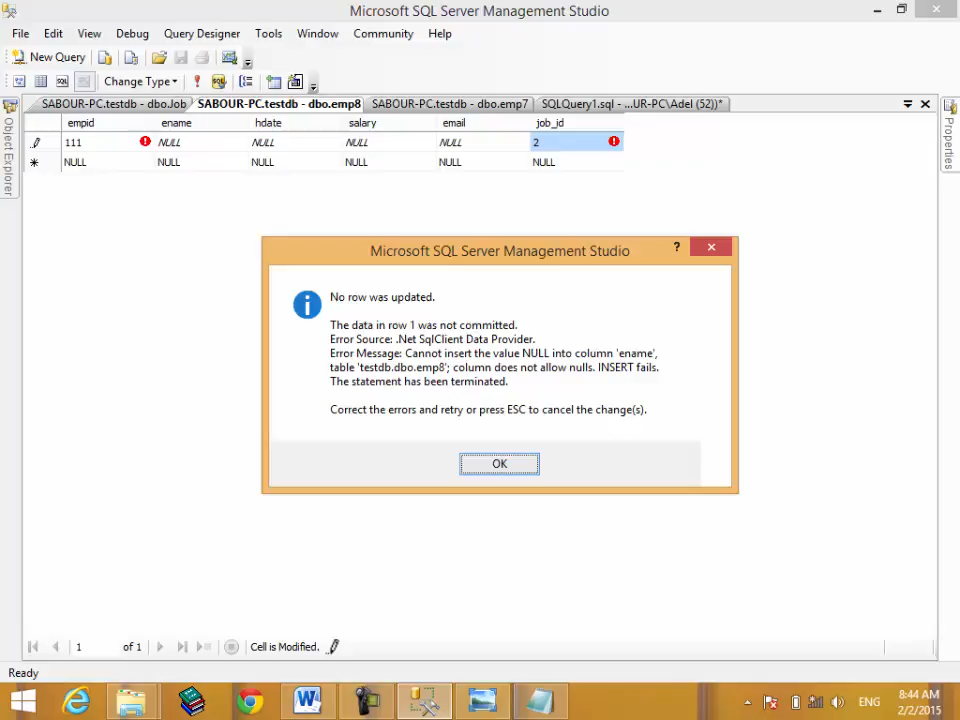 Microsoft SQL Server Management Studio
File Edit View Debug Query Designer Tools Window Community Help
New Query
Change Type
SABOUR-PC.testdb - dbo.Job SABOUR-PC.testdb - dbo.emp8 SABOUR-PC.testdb - dbo.emp7 SQLQuery1.sql - ...UR-PC\Adel (52))*
Object Explorer
Properties
empid ename hdate salary email job_id
111 NULL NULL NULL NULL 2
NULL NULL NULL NULL NULL NULL
Microsoft SQL Server Management Studio
No row was updated.
The data in row 1 was not committed.
Error Source: .Net SqlClient Data Provider.
Error Message: Cannot insert the value NULL into column 'ename',
table 'testdb.dbo.emp8'; column does not allow nulls. INSERT fails.
The statement has been terminated.
Correct the errors and retry or press ESC to cancel the change(s).
OK
1 of 1 Cell is Modified.
Ready
ENG
8:44 AM
2/2/2015